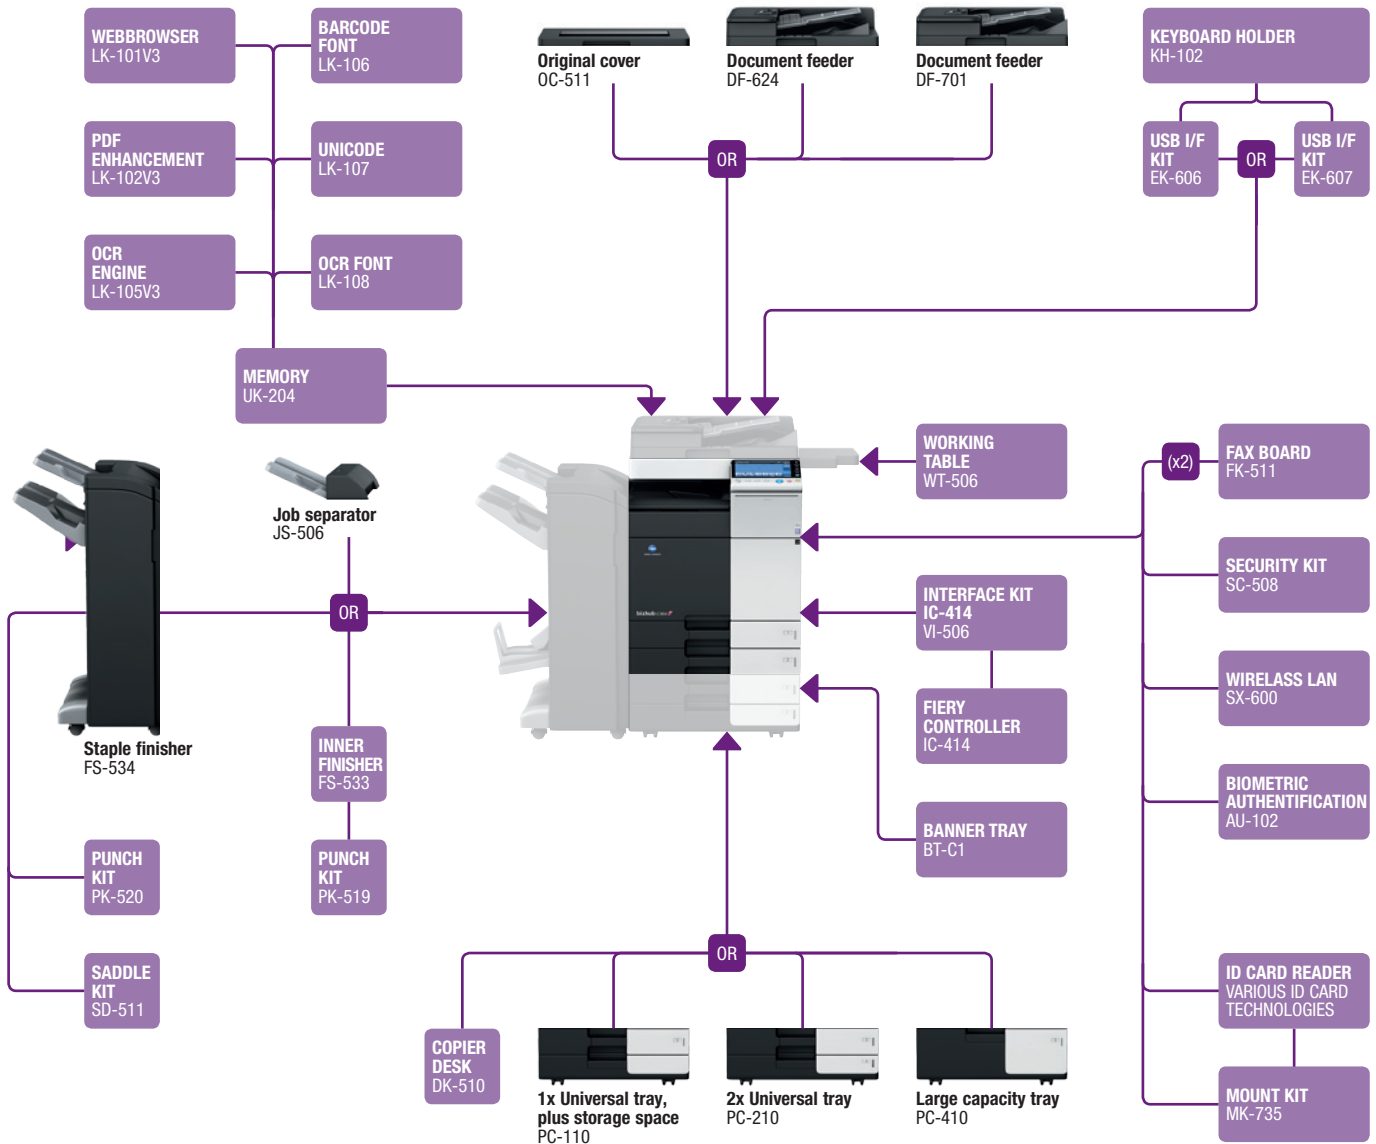 WEBBROWSER
LK-101V3
BARCODE
FONT
LK-106
PDF
ENHANCEMENT
LK-102V3
UNICODE
LK-107
OCR
ENGINE
LK-105V3
OCR FONT
LK-108
MEMORY
UK-204
Original cover
OC-511
Document feeder
DF-624
Document feeder
DF-701
OR
KEYBOARD HOLDER
KH-102
USB I/F
KIT
EK-606
OR
USB I/F
KIT
EK-607
Job separator
JS-506
OR
Staple finisher
FS-534
INNER
FINISHER
FS-533
PUNCH
KIT
PK-520
PUNCH
KIT
PK-519
SADDLE
KIT
SD-511
bizhub
WORKING
TABLE
WT-506
INTERFACE KIT
IC-414
VI-506
FIERY
CONTROLLER
IC-414
BANNER TRAY
BT-C1
(x2)
FAX BOARD
FK-511
SECURITY KIT
SC-508
WIRELASS LAN
SX-600
BIOMETRIC
AUTHENTIFICATION
AU-102
ID CARD READER
VARIOUS ID CARD
TECHNOLOGIES
MOUNT KIT
MK-735
OR
COPIER
DESK
DK-510
1x Universal tray,
plus storage space
PC-110
2x Universal tray
PC-210
Large capacity tray
PC-410